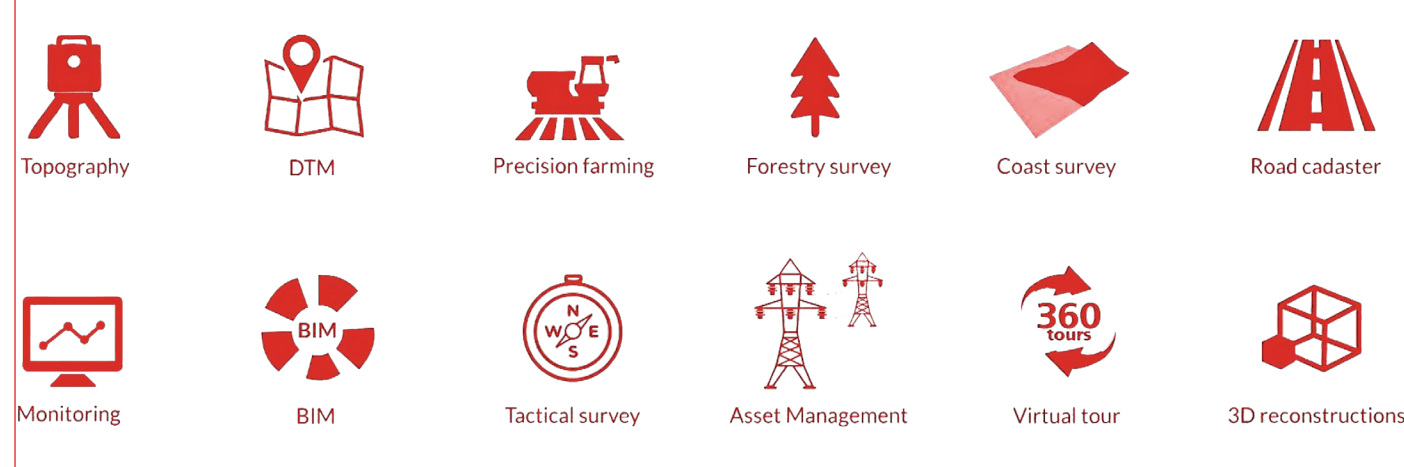 Topography
DTM
Precision farming
Forestry survey
Coast survey
Road cadaster
BIM
N
W E
S
360
tours
Monitoring
BIM
Tactical survey
Asset Management
Virtual tour
3D reconstructions